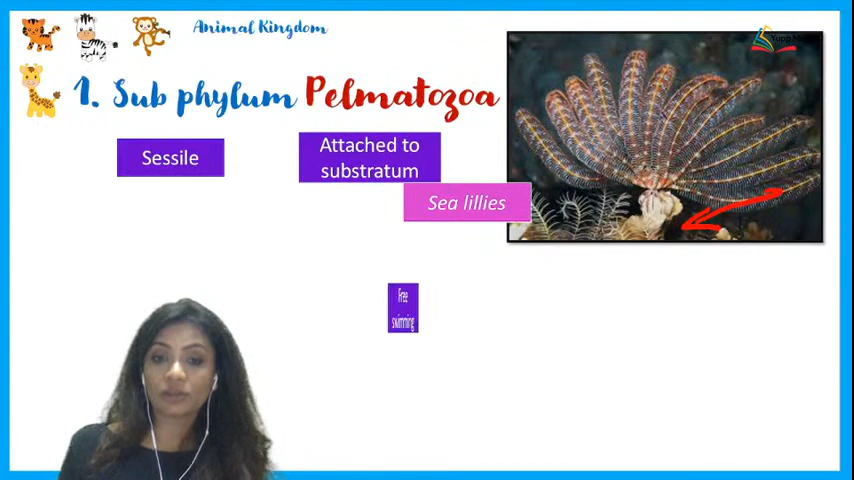 Animal Kingdom
1. Sub phylum Pelmatozoa
Sessile
Attached to
substratum
Sea lillies
Free
swimming